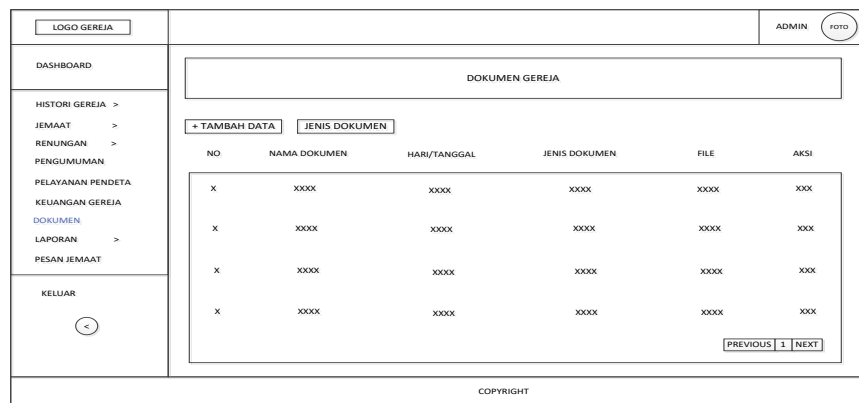 LOGO GEREJA
ADMIN FOTO
DASHBOARD
HISTORI GEREJA >
JEMAAT >
RENUNGAN >
PENGUMUMAN
PELAYANAN PENDETA
KEUANGAN GEREJA
DOKUMEN
LAPORAN >
PESAN JEMAAT
KELUAR
<
DOKUMEN GEREJA
+ TAMBAH DATA JENIS DOKUMEN
NO NAMA DOKUMEN HARI/TANGGAL JENIS DOKUMEN FILE AKSI
X XXXX XXXX XXXX XXXX XXX
X XXXX XXXX XXXX XXXX XXX
X XXXX XXXX XXXX XXXX XXX
X XXXX XXXX XXXX XXXX XXX
PREVIOUS 1 NEXT
COPYRIGHT